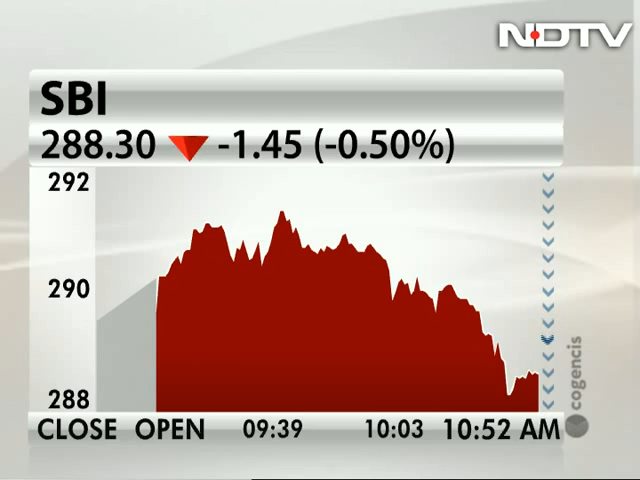 NDTV
SBI
288.30 -1.45 (-0.50%)
292
290
288
CLOSE OPEN 09:39 10:03 10:52 AM
cogencis